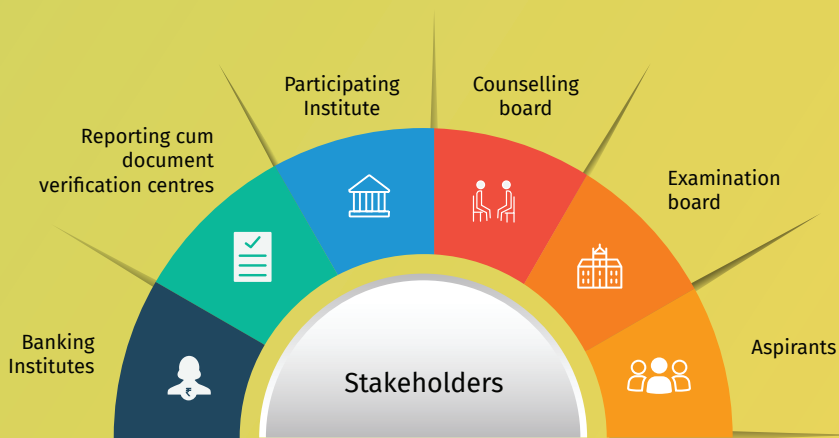 Participating
Institute
Counselling
board
Reporting cum
document
verification centres
Examination
board
Banking
Institutes
Aspirants
₹
Stakeholders